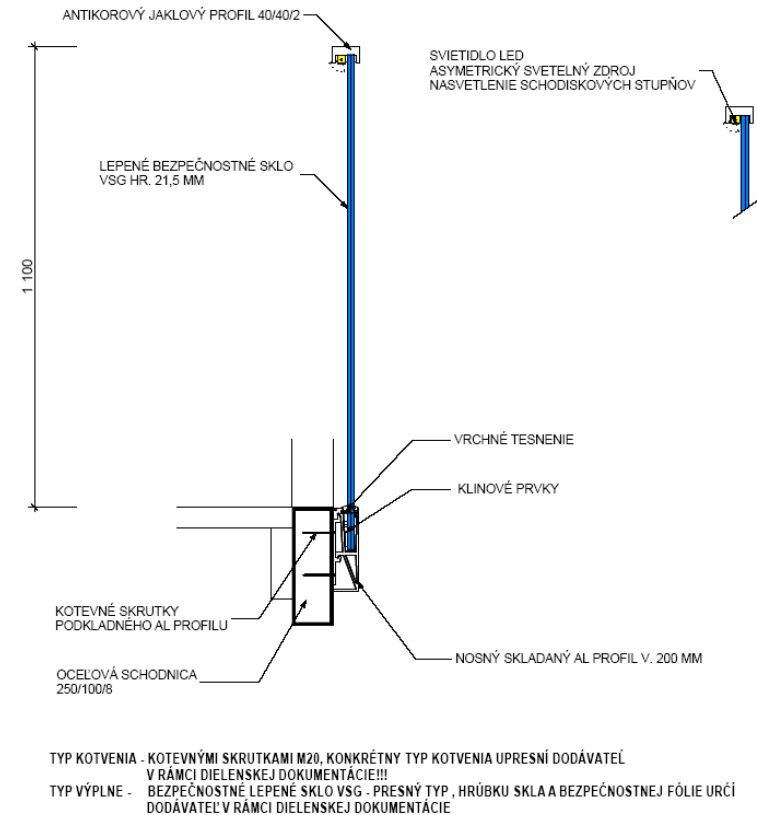 ANTIKOROVÝ JAKLOVÝ PROFIL 40/40/2
SVIETIDLO LED
ASYMETRICKÝ SVETELNÝ ZDROJ
NASVETLENIE SCHODISKOVÝCH STUPŇOV
LEPENÉ BEZPEČNOSTNÉ SKLO
VSG HR. 21,5 MM
1 100
VRCHNÉ TESNENIE
KLINOVÉ PRVKY
KOTEVNÉ SKRUTKY
PODKLADNÉHO AL PROFILU
NOSNÝ SKLADANÝ AL PROFIL V. 200 MM
OCEĽOVÁ SCHODNICA
250/100/8
TYP KOTVENIA - KOTEVNÝMI SKRUTKAMI M20, KONKRÉTNY TYP KOTVENIA UPRESNÍ DODÁVATEĽ
V RÁMCI DIELENSKEJ DOKUMENTÁCIE!!!
TYP VÝPLNE - BEZPEČNOSTNÉ LEPENÉ SKLO VSG - PRESNÝ TYP , HRÚBKU SKLA A BEZPEČNOSTNEJ FÓLIE URČÍ
DODÁVATEĽ V RÁMCI DIELENSKEJ DOKUMENTÁCIE